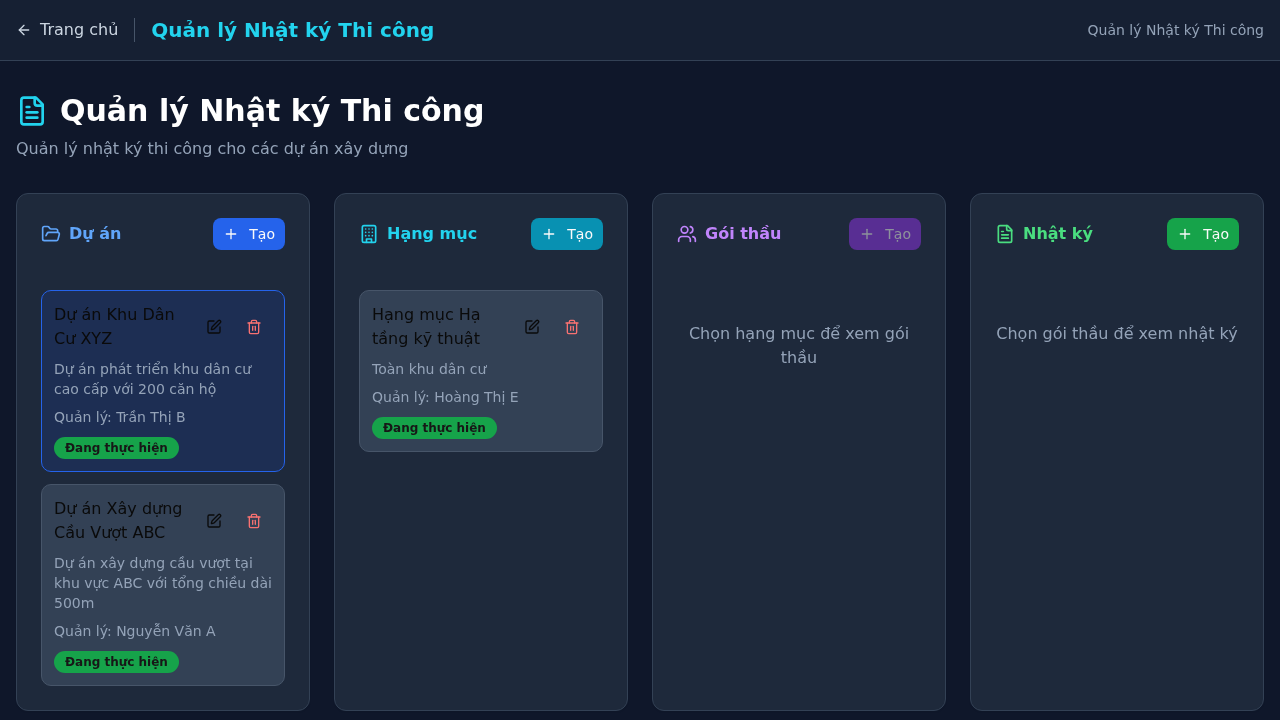 Trang chủ
Quản lý Nhật ký Thi công
Quản lý Nhật ký Thi công
Quản lý Nhật ký Thi công
Quản lý nhật ký thi công cho các dự án xây dựng
Dự án
Tạo
Dự án Khu Dân
Cư XYZ
Dự án phát triển khu dân cư
cao cấp với 200 căn hộ
Quản lý: Trần Thị B
Đang thực hiện
Dự án Xây dựng
Cầu Vượt ABC
Dự án xây dựng cầu vượt tại
khu vực ABC với tổng chiều dài
500m
Quản lý: Nguyễn Văn A
Đang thực hiện
Hạng mục
Tạo
Hạng mục Hạ
tầng kỹ thuật
Toàn khu dân cư
Quản lý: Hoàng Thị E
Đang thực hiện
Gói thầu
Tạo
Chọn hạng mục để xem gói
thầu
Nhật ký
Tạo
Chọn gói thầu để xem nhật ký